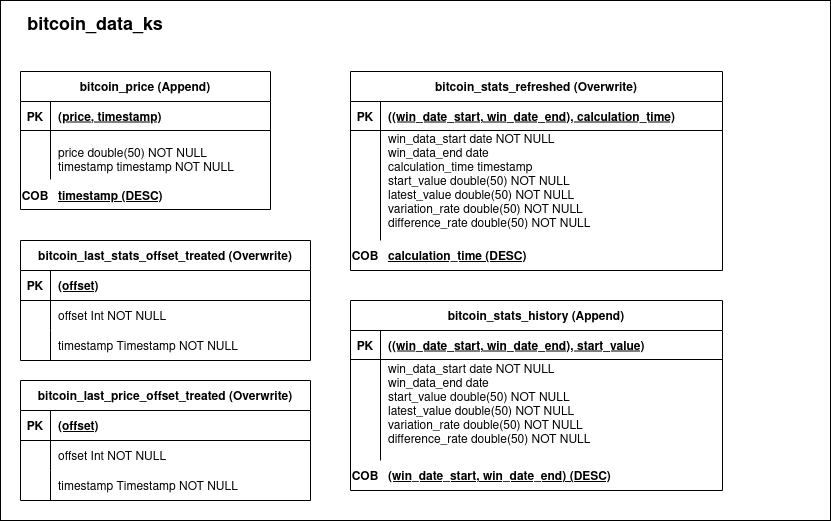 bitcoin_data_ks
bitcoin_price (Append)
PK (price, timestamp)
price double(50) NOT NULL
timestamp timestamp NOT NULL
COB timestamp (DESC)
bitcoin_last_stats_offset_treated (Overwrite)
PK (offset)
offset Int NOT NULL
timestamp Timestamp NOT NULL
bitcoin_last_price_offset_treated (Overwrite)
PK (offset)
offset Int NOT NULL
timestamp Timestamp NOT NULL
bitcoin_stats_refreshed (Overwrite)
PK ((win_date_start, win_date_end), calculation_time)
win_data_start date NOT NULL
win_data_end date
calculation_time timestamp
start_value double(50) NOT NULL
latest_value double(50) NOT NULL
variation_rate double(50) NOT NULL
difference_rate double(50) NOT NULL
COB calculation_time (DESC)
bitcoin_stats_history (Append)
PK ((win_date_start, win_date_end), start_value)
win_data_start date NOT NULL
win_data_end date
start_value double(50) NOT NULL
latest_value double(50) NOT NULL
variation_rate double(50) NOT NULL
difference_rate double(50) NOT NULL
COB (win_date_start, win_date_end) (DESC)